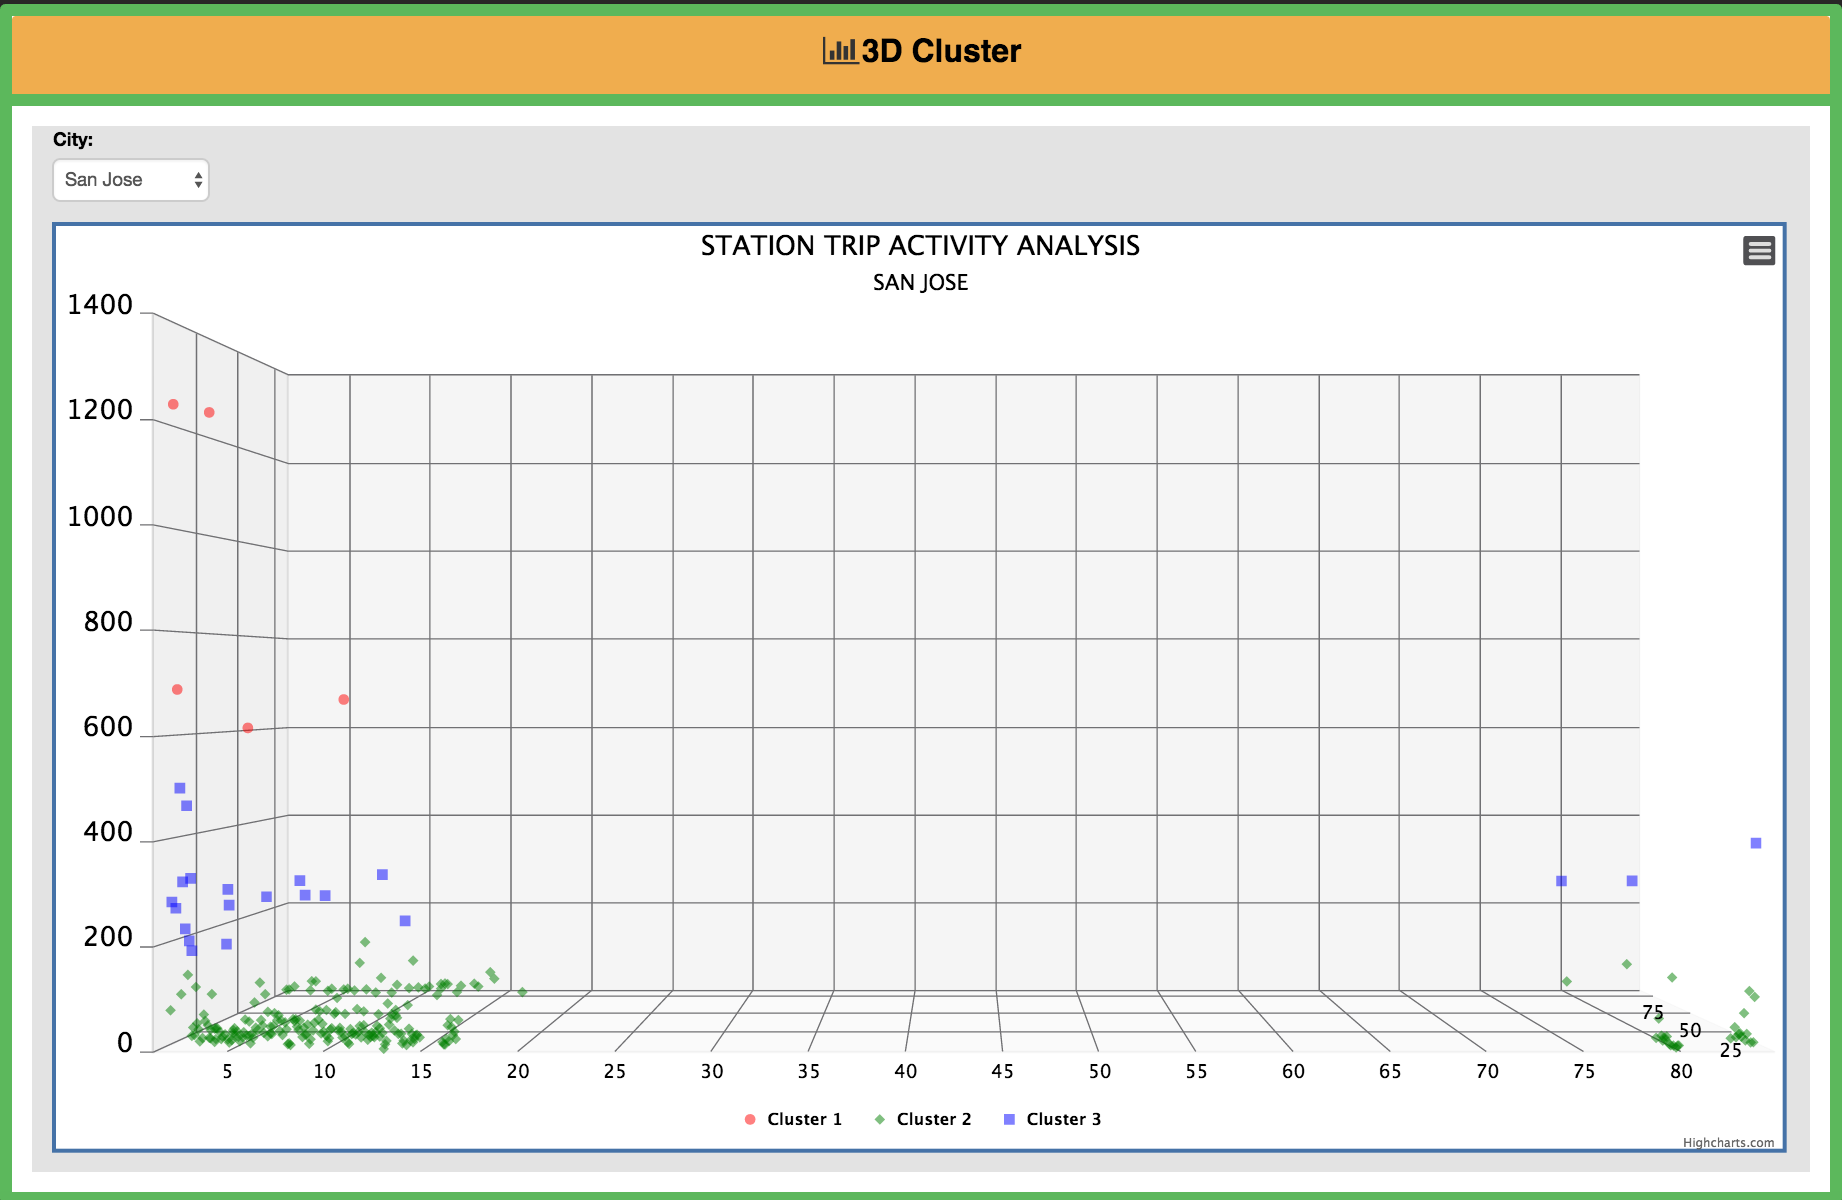 3D Cluster
City:
San Jose
STATION TRIP ACTIVITY ANALYSIS
SAN JOSE
1400
1200
1000
800
600
400
200
0
75
50
25
5 10 15 20 25 30 35 40 45 50 55 60 65 70 75 80
Cluster 1 Cluster 2 Cluster 3
Highcharts.com